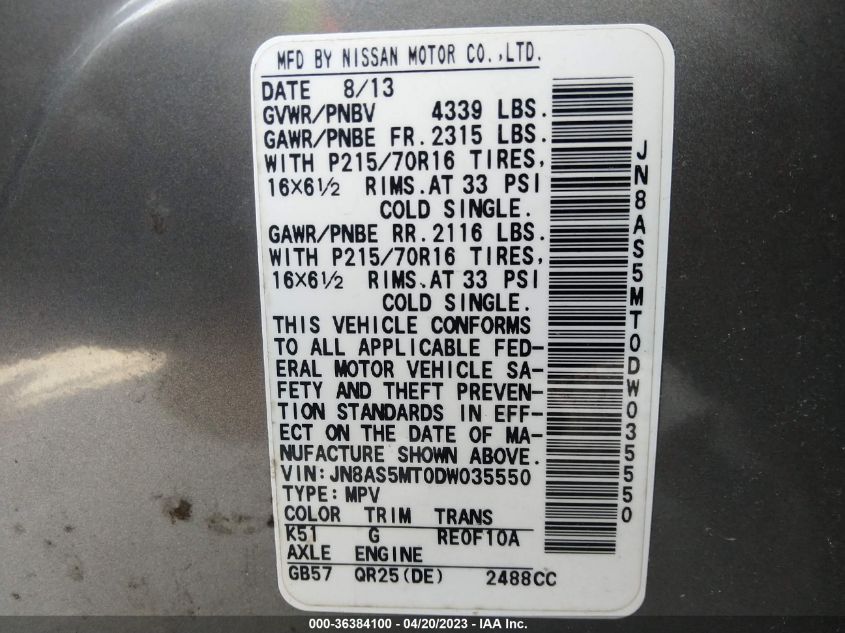 MFD BY NISSAN MOTOR CO.,LTD.
DATE 8/13
GVWR/PNBV 4339 LBS.
GAWR/PNBE FR.2315 LBS.
WITH P215/70R16 TIRES,
16×6½ RIMS.AT 33 PSI
COLD SINGLE.
GAWR/PNBE RR.2116 LBS.
WITH P215/70R16 TIRES,
16×6½ RIMS.AT 33 PSI
COLD SINGLE.
THIS VEHICLE CONFORMS
TO ALL APPLICABLE FED-
ERAL MOTOR VEHICLE SA-
FETY AND THEFT PREVEN-
TION STANDARDS IN EFF-
ECT ON THE DATE OF MA-
NUFACTURE SHOWN ABOVE.
VIN:JN8AS5MT0DW035550
TYPE:MPV
COLOR TRIM TRANS
K51 G RE0F10A
AXLE ENGINE
GB57 QR25(DE) 2488CC
JN8AS5MT0DW035550
000-36384100 - 04/20/2023 - IAA Inc.